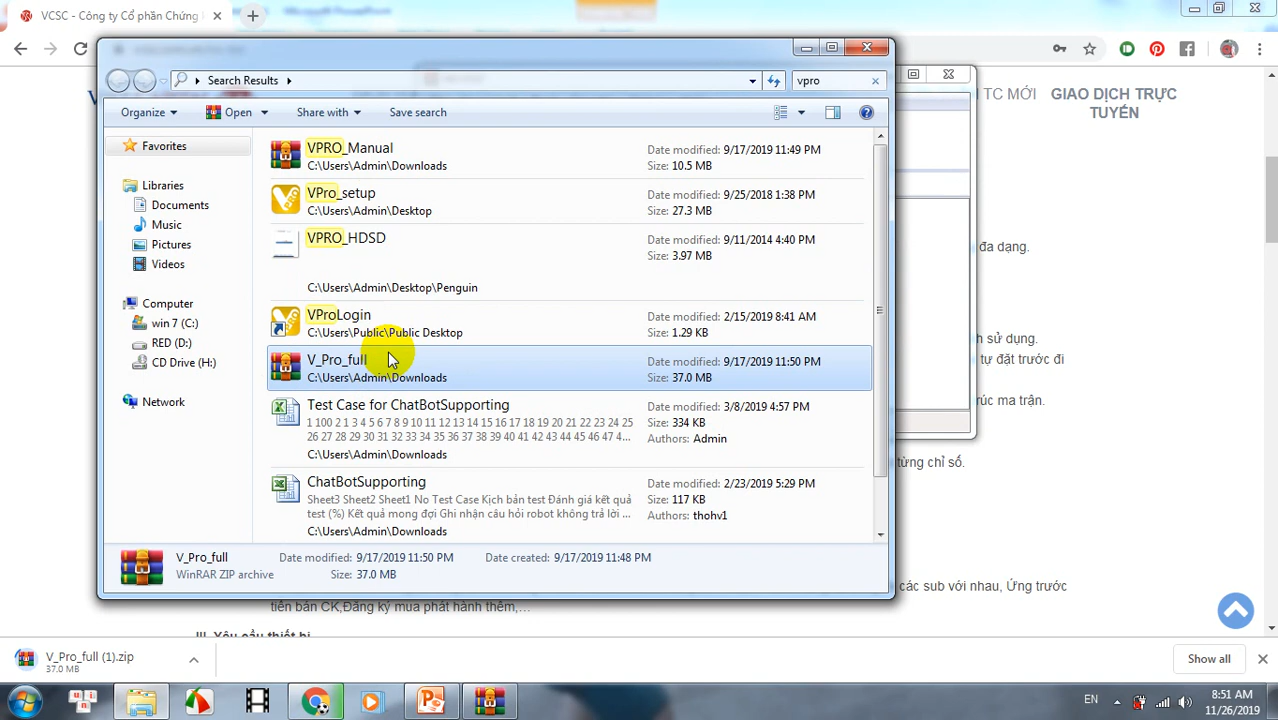 VCSC - Công ty Cổ phần Chứng
Search Results
vpro
Organize
Open
Share with
Save search
TC MỚI
GIAO DỊCH TRỰC
TUYẾN
Favorites
Libraries
Documents
Music
Pictures
Videos
Computer
win 7 (C:)
RED (D:)
CD Drive (H:)
Network
VPRO_Manual
C:\Users\Admin\Downloads
Date modified: 9/17/2019 11:49 PM
Size: 10.5 MB
VPro_setup
C:\Users\Admin\Desktop
Date modified: 9/25/2018 1:38 PM
Size: 27.3 MB
VPRO_HDSD
C:\Users\Admin\Desktop\Penguin
Date modified: 9/11/2014 4:40 PM
Size: 3.97 MB
VProLogin
C:\Users\Public\Public Desktop
Date modified: 2/15/2019 8:41 AM
Size: 1.29 KB
V_Pro_full
C:\Users\Admin\Downloads
Date modified: 9/17/2019 11:50 PM
Size: 37.0 MB
Test Case for ChatBotSupporting
1 100 2 1 3 4 5 6 7 8 9 10 11 12 13 14 15 16 17 18 19 20 21 22 23 24 25
26 27 28 29 30 31 32 33 34 35 36 37 38 39 40 41 42 43 44 45 46 47 4...
C:\Users\Admin\Downloads
Date modified: 3/8/2019 4:57 PM
Size: 334 KB
Authors: Admin
ChatBotSupporting
Sheet3 Sheet2 Sheet1 No Test Case Kịch bản test Đánh giá kết quả
test (%) Kết quả mong đợi Ghi nhận câu hỏi robot không trả lời ...
C:\Users\Admin\Downloads
Date modified: 2/23/2019 5:29 PM
Size: 117 KB
Authors: thohv1
V_Pro_full
WinRAR ZIP archive
Date modified: 9/17/2019 11:50 PM
Size: 37.0 MB
Date created: 9/17/2019 11:48 PM
đa dạng.
sử dụng.
tự đặt trước đi
trúc ma trận.
từng chỉ số.
các sub với nhau, Ứng trước
tiền bán CK,Đăng ký mua phát hành thêm,...
III. Yêu cầu thiết bị
V_Pro_full (1).zip
37.0 MB
Show all
EN
8:51 AM
11/26/2019